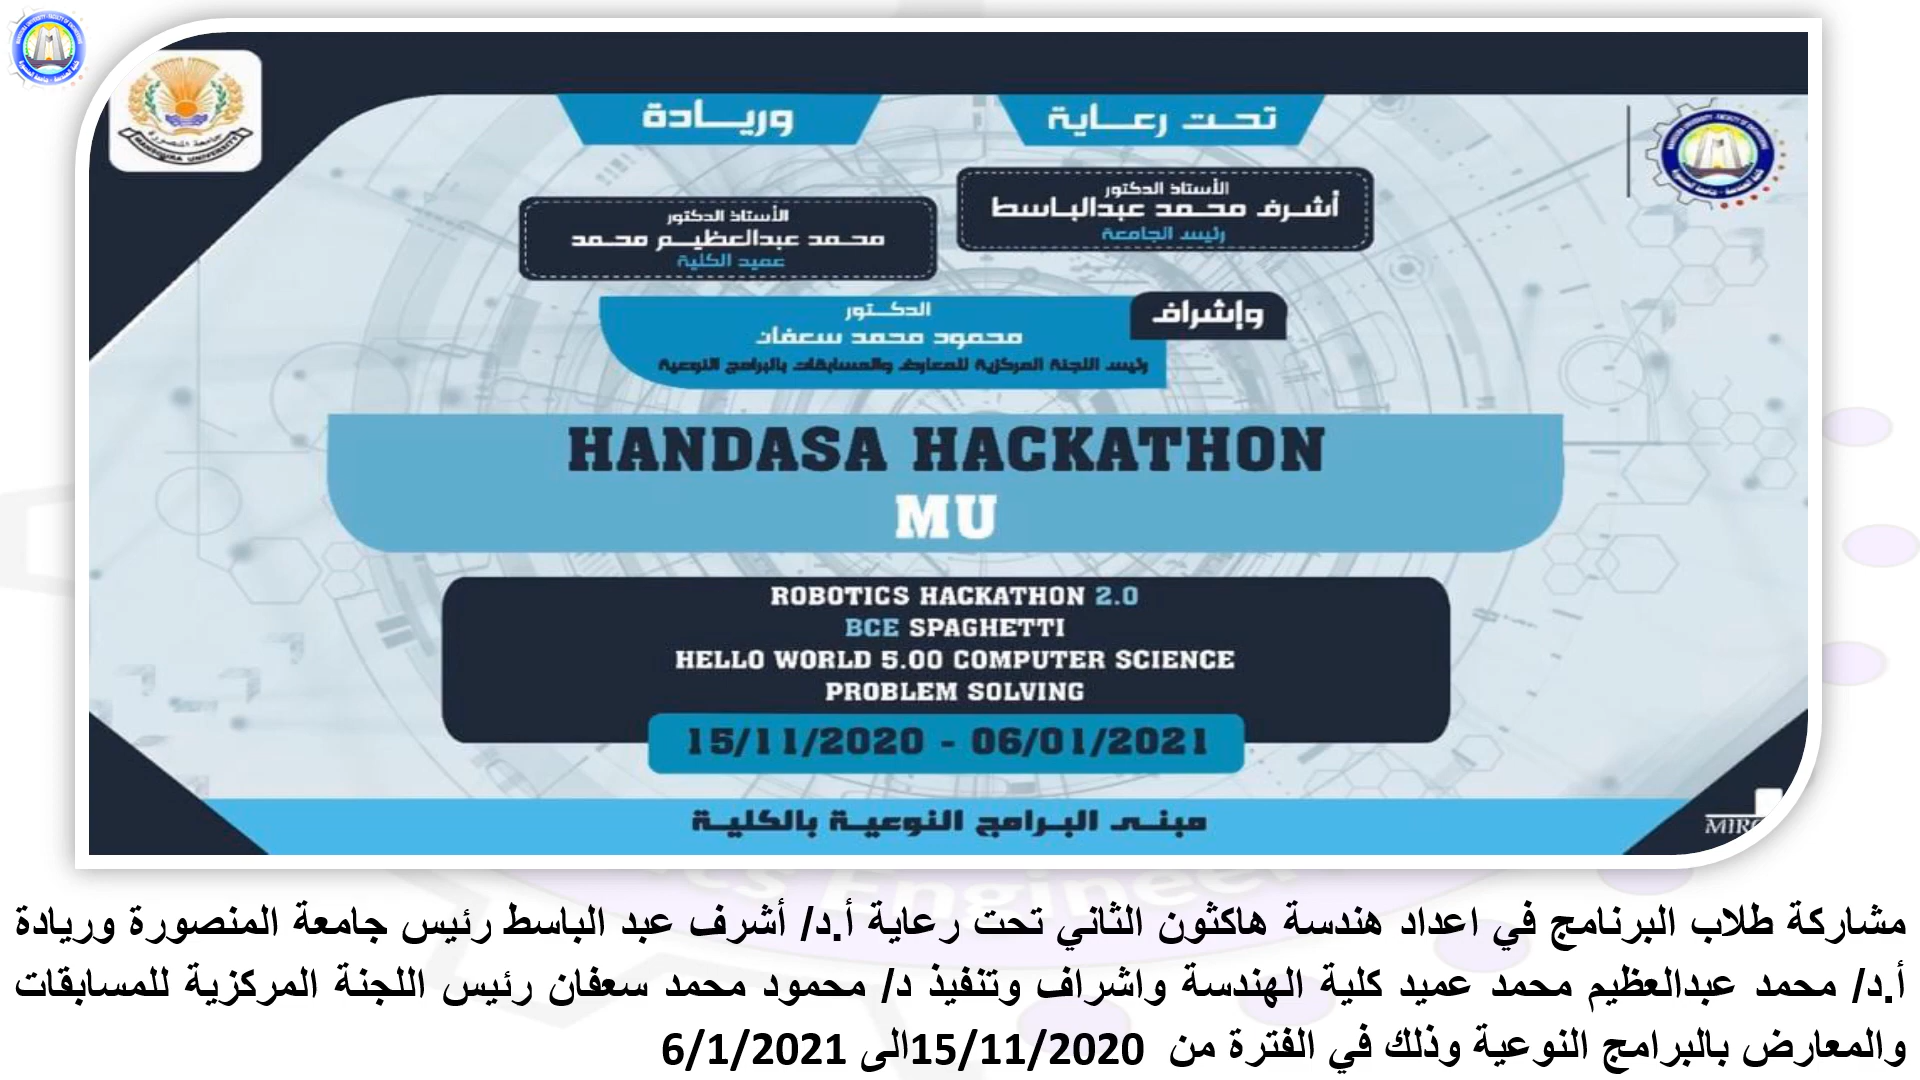 تحت رعاية
وريادة
الأستاذ الدكتور
أشرف محمد عبدالباسط
رئيس الجامعة
الأستاذ الدكتور
محمد عبدالعظيم محمد
عميد الكلية
وإشراف
الدكتور
محمود محمد سعفان
رئيس اللجنة المركزية للمعارض والمسابقات بالبرامج النوعية
HANDASA HACKATHON
MU
ROBOTICS HACKATHON 2.0
BCE SPAGHETTI
HELLO WORLD 5.00 COMPUTER SCIENCE
PROBLEM SOLVING
15/11/2020 - 06/01/2021
مبنى البرامج النوعية بالكلية
جامعة المنصورة
MANSOURA UNIVERSITY
مشاركة طلاب البرنامج في اعداد هندسة هاكثون الثاني تحت رعاية أ.د/ أشرف عبد الباسط رئيس جامعة المنصورة وريادة
أ.د/ محمد عبدالعظيم محمد عميد كلية الهندسة واشراف وتنفيذ د/ محمود محمد سعفان رئيس اللجنة المركزية للمسابقات
والمعارض بالبرامج النوعية وذلك في الفترة من 15/11/2020الى 6/1/2021